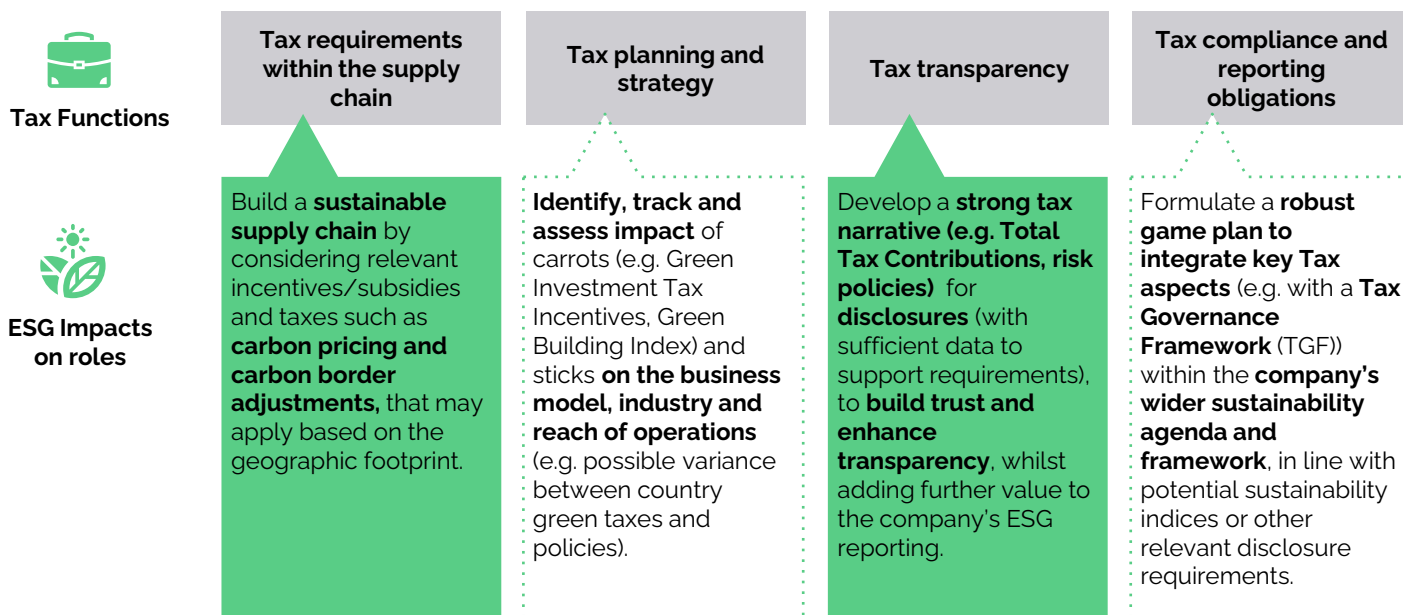 Tax Functions
Tax requirements
within the supply
chain
Tax planning and
strategy
Tax transparency
Tax compliance and
reporting
obligations
ESG Impacts
on roles
Build a sustainable
supply chain by
considering relevant
incentives/subsidies
and taxes such as
carbon pricing and
carbon border
adjustments, that may
apply based on the
geographic footprint.
Identify, track and
assess impact of
carrots (e.g. Green
Investment Tax
Incentives, Green
Building Index) and
sticks on the business
model, industry and
reach of operations
(e.g. possible variance
between country
green taxes and
policies).
Develop a strong tax
narrative (e.g. Total
Tax Contributions, risk
policies) for
disclosures (with
sufficient data to
support requirements),
to build trust and
enhance
transparency, whilst
adding further value to
the company's ESG
reporting.
Formulate a robust
game plan to
integrate key Tax
aspects (e.g. with a Tax
Governance
Framework (TGF))
within the company's
wider sustainability
agenda and
framework, in line with
potential sustainability
indices or other
relevant disclosure
requirements.